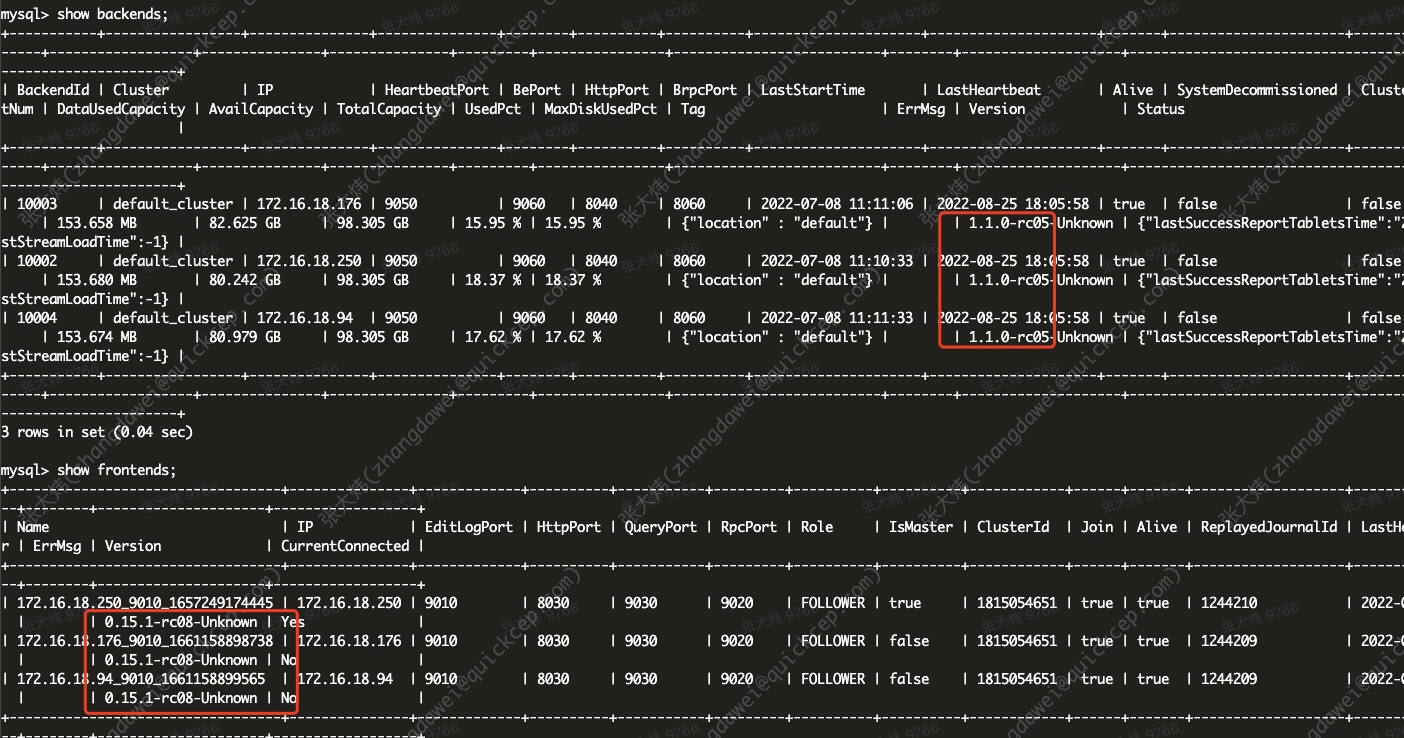 mysql> show backends;
+-----------+-----------------+---------------+---------------+--------+----------+----------+---------------------+---------------------+-------+----------------------+------
-----+------------------+---------------+---------------+---------+----------------+--------------------------+--------+-------------------+----------------------------------
----------------------+
| BackendId | Cluster | IP | HeartbeatPort | BePort | HttpPort | BrpcPort | LastStartTime | LastHeartbeat | Alive | SystemDecommissioned | Cluste
tNum | DataUsedCapacity | AvailCapacity | TotalCapacity | UsedPct | MaxDiskUsedPct | Tag | ErrMsg | Version | Status
|
| 10003 | default_cluster | 172.16.18.176 | 9050 | 9060 | 8040 | 8060 | 2022-07-08 11:11:06 | 2022-08-25 18:05:58 | true | false | false
| 153.658 MB | 82.625 GB | 98.305 GB | 15.95 % | 15.95 % | {"location" : "default"} | | 1.1.0-rc05-Unknown | {"lastSuccessReportTabletsTime":"2
stStreamLoadTime":-1} |
| 10002 | default_cluster | 172.16.18.250 | 9050 | 9060 | 8040 | 8060 | 2022-07-08 11:10:33 | 2022-08-25 18:05:58 | true | false | false
| 153.680 MB | 80.242 GB | 98.305 GB | 18.37 % | 18.37 % | {"location" : "default"} | | 1.1.0-rc05-Unknown | {"lastSuccessReportTabletsTime":"2
stStreamLoadTime":-1} |
| 10004 | default_cluster | 172.16.18.94 | 9050 | 9060 | 8040 | 8060 | 2022-07-08 11:11:33 | 2022-08-25 18:05:58 | true | false | false
| 153.674 MB | 80.979 GB | 98.305 GB | 17.62 % | 17.62 % | {"location" : "default"} | | 1.1.0-rc05-Unknown | {"lastSuccessReportTabletsTime":"2
stStreamLoadTime":-1} |
3 rows in set (0.04 sec)
mysql> show frontends;
| Name | IP | EditLogPort | HttpPort | QueryPort | RpcPort | Role | IsMaster | ClusterId | Join | Alive | ReplayedJournalId | LastHe
r | ErrMsg | Version | CurrentConnected |
| 172.16.18.250_9010_1657249174445 | 172.16.18.250 | 9010 | 8030 | 9030 | 9020 | FOLLOWER | true | 1815054651 | true | true | 1244210 | 2022-
| | 0.15.1-rc08-Unknown | Yes |
| 172.16.18.176_9010_1661158898738 | 172.16.18.176 | 9010 | 8030 | 9030 | 9020 | FOLLOWER | false | 1815054651 | true | true | 1244209 | 2022-0
| | 0.15.1-rc08-Unknown | No |
| 172.16.18.94_9010_1661158899565 | 172.16.18.94 | 9010 | 8030 | 9030 | 9020 | FOLLOWER | false | 1815054651 | true | true | 1244209 | 2022-0
| | 0.15.1-rc08-Unknown | No |
张大炜 9766
张大炜(zhangdawei@quickcep.com)